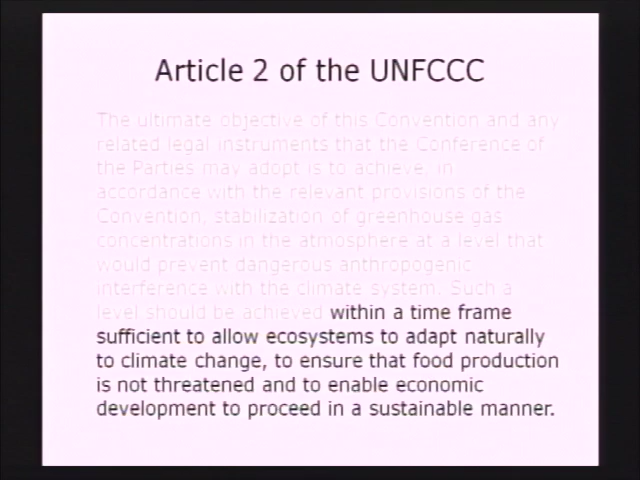 Article 2 of the UNFCCC
The ultimate objective of this Convention and any
related legal instruments that the Conference of
the Parties may adopt is to achieve, in
accordance with the relevant provisions of the
Convention, stabilization of greenhouse gas
concentrations in the atmosphere at a level that
would prevent dangerous anthropogenic
interference with the climate system. Such a
level should be achieved within a time frame
sufficient to allow ecosystems to adapt naturally
to climate change, to ensure that food production
is not threatened and to enable economic
development to proceed in a sustainable manner.